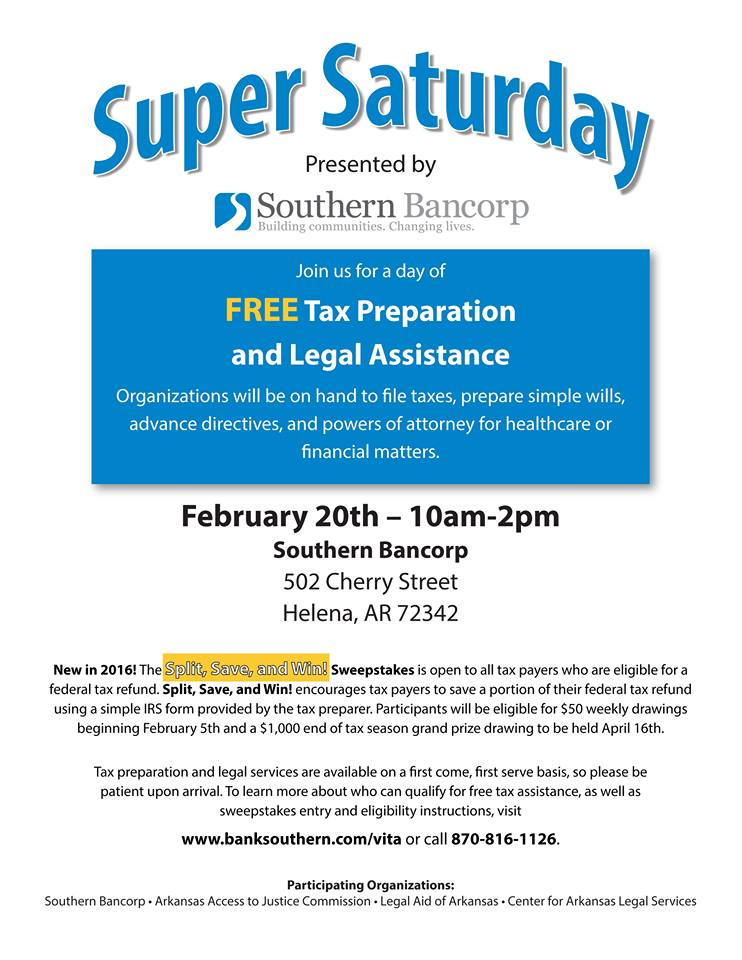 Super Saturday
Presented by
Southern Bancorp
Building communities. Changing lives.
Join us for a day of
FREE Tax Preparation
and Legal Assistance
Organizations will be on hand to file taxes, prepare simple wills,
advance directives, and powers of attorney for healthcare or
financial matters.
February 20th – 10am-2pm
Southern Bancorp
502 Cherry Street
Helena, AR 72342
New in 2016! The Split, Save, and Win! Sweepstakes is open to all tax payers who are eligible for a
federal tax refund. Split, Save, and Win! encourages tax payers to save a portion of their federal tax refund
using a simple IRS form provided by the tax preparer. Participants will be eligible for $50 weekly drawings
beginning February 5th and a $1,000 end of tax season grand prize drawing to be held April 16th.
Tax preparation and legal services are available on a first come, first serve basis, so please be
patient upon arrival. To learn more about who can qualify for free tax assistance, as well as
sweepstakes entry and eligibility instructions, visit
www.banksouthern.com/vita or call 870-816-1126.
Participating Organizations:
Southern Bancorp • Arkansas Access to Justice Commission • Legal Aid of Arkansas • Center for Arkansas Legal Services